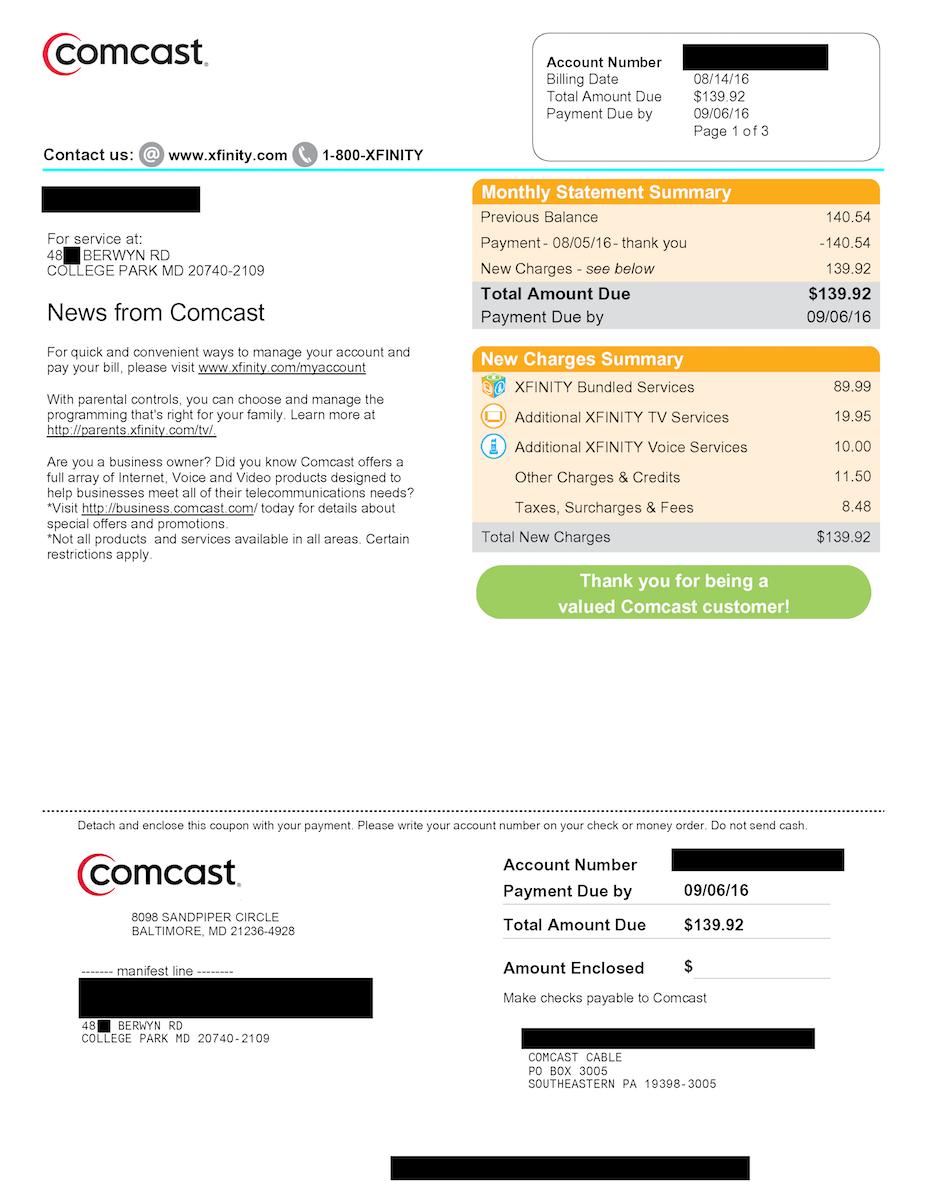 comcast.
Account Number
Billing Date 08/14/16
Total Amount Due $139.92
Payment Due by 09/06/16
Page 1 of 3
Contact us: @ www.xfinity.com 1-800-XFINITY
For service at:
48 BERWYN RD
COLLEGE PARK MD 20740-2109
News from Comcast
For quick and convenient ways to manage your account and
pay your bill, please visit www.xfinity.com/myaccount
With parental controls, you can choose and manage the
programming that's right for your family. Learn more at
http://parents.xfinity.com/tv/.
Are you a business owner? Did you know Comcast offers a
full array of Internet, Voice and Video products designed to
help businesses meet all of their telecommunications needs?
*Visit http://business.comcast.com/ today for details about
special offers and promotions.
*Not all products and services available in all areas. Certain
restrictions apply.
Monthly Statement Summary
Previous Balance 140.54
Payment - 08/05/16 - thank you -140.54
New Charges - see below 139.92
Total Amount Due $139.92
Payment Due by 09/06/16
New Charges Summary
XFINITY Bundled Services 89.99
Additional XFINITY TV Services 19.95
Additional XFINITY Voice Services 10.00
Other Charges & Credits 11.50
Taxes, Surcharges & Fees 8.48
Total New Charges $139.92
Thank you for being a
valued Comcast customer!
Detach and enclose this coupon with your payment. Please write your account number on your check or money order. Do not send cash.
comcast.
8098 SANDPIPER CIRCLE
BALTIMORE, MD 21236-4928
------- manifest line --------
48 BERWYN RD
COLLEGE PARK MD 20740-2109
Account Number
Payment Due by 09/06/16
Total Amount Due $139.92
Amount Enclosed $
Make checks payable to Comcast
COMCAST CABLE
PO BOX 3005
SOUTHEASTERN PA 19398-3005